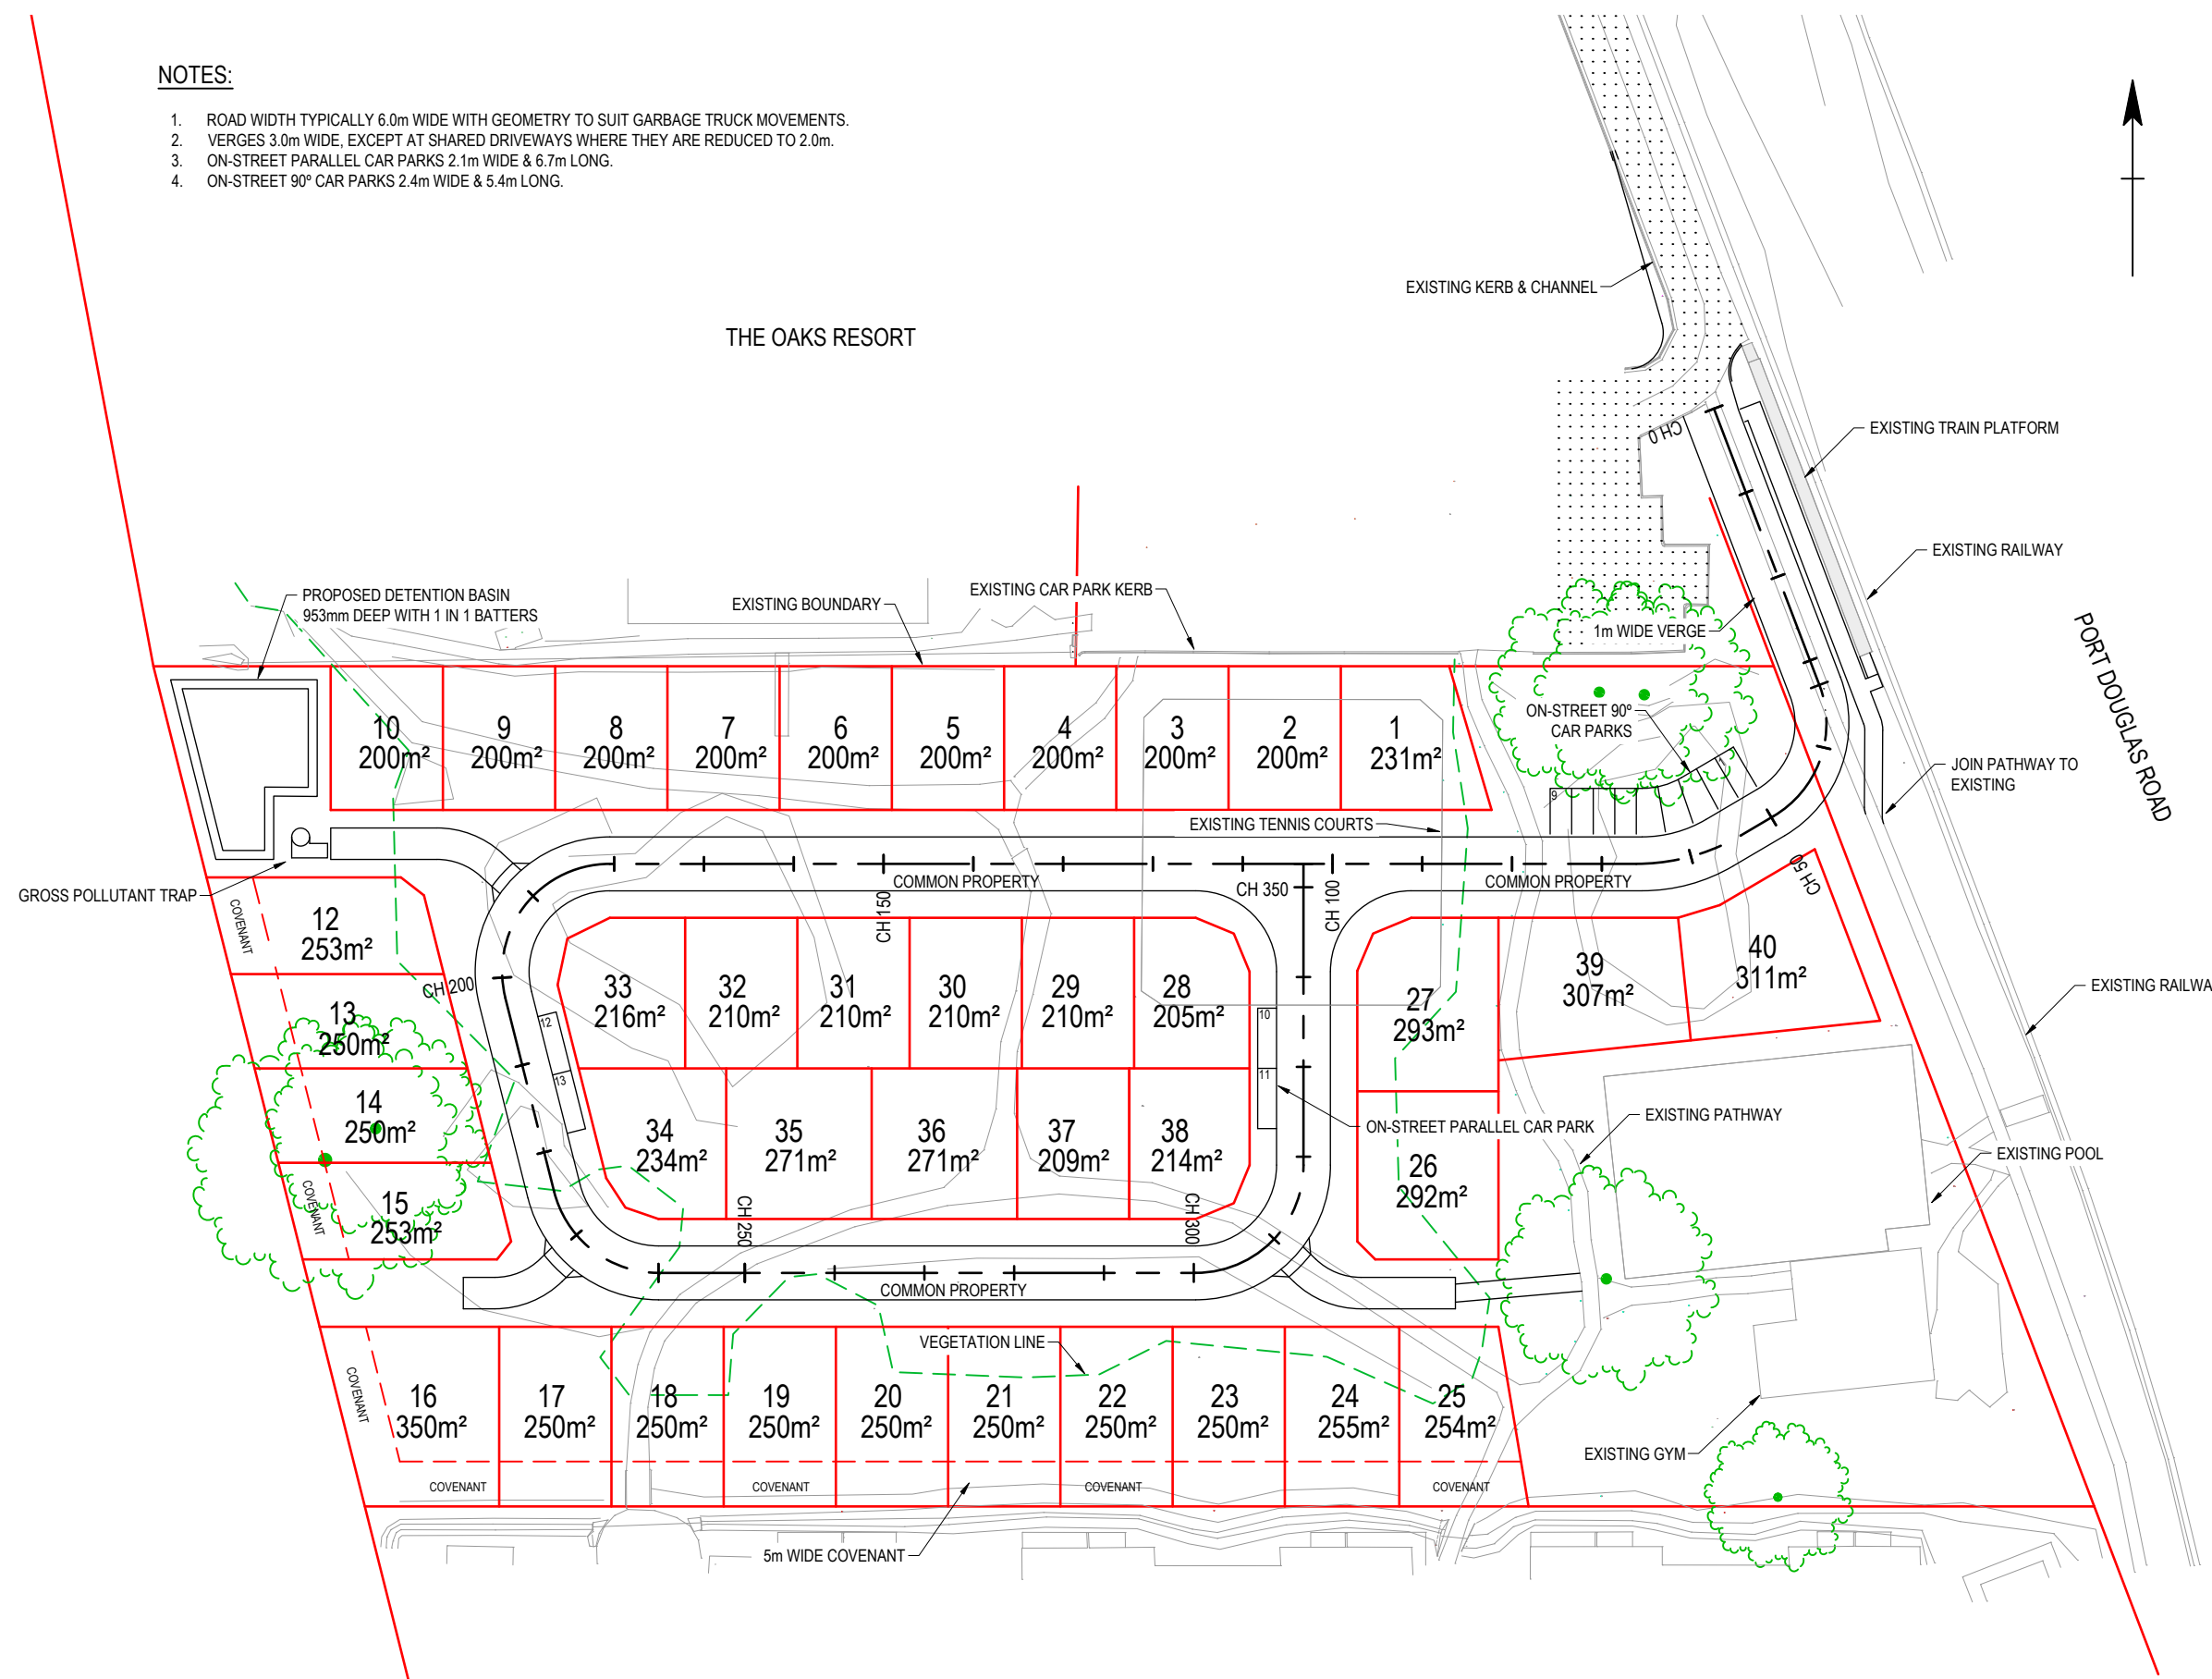 NOTES:
1. ROAD WIDTH TYPICALLY 6.0m WIDE WITH GEOMETRY TO SUIT GARBAGE TRUCK MOVEMENTS.
2. VERGES 3.0m WIDE, EXCEPT AT SHARED DRIVEWAYS WHERE THEY ARE REDUCED TO 2.0m.
3. ON-STREET PARALLEL CAR PARKS 2.1m WIDE & 6.7m LONG.
4. ON-STREET 90º CAR PARKS 2.4m WIDE & 5.4m LONG.
THE OAKS RESORT
EXISTING KERB & CHANNEL
CH 0
EXISTING TRAIN PLATFORM
EXISTING RAILWAY
PROPOSED DETENTION BASIN
953mm DEEP WITH 1 IN 1 BATTERS
EXISTING BOUNDARY
EXISTING CAR PARK KERB
1m WIDE VERGE
PORT DOUGLAS ROAD
10
200m²
9
200m²
8
200m²
7
200m²
6
200m²
5
200m²
4
200m²
3
200m²
2
200m²
1
231m²
ON-STREET 90º
CAR PARKS
9
JOIN PATHWAY TO
EXISTING
EXISTING TENNIS COURTS
GROSS POLLUTANT TRAP
COMMON PROPERTY
CH 150
CH 350
CH 100
COMMON PROPERTY
CH 50
COVENANT
12
253m²
CH 200
13
250m²
14
250m²
COVENANT
15
253m²
12
13
33
216m²
32
210m²
31
210m²
30
210m²
29
210m²
28
205m²
10
11
27
293m²
39
307m²
40
311m²
EXISTING RAILWA
34
234m²
35
271m²
36
271m²
37
209m²
38
214m²
ON-STREET PARALLEL CAR PARK
EXISTING PATHWAY
EXISTING POOL
26
292m²
CH 250
CH 300
COMMON PROPERTY
VEGETATION LINE
COVENANT
16
350m²
17
250m²
18
250m²
19
250m²
20
250m²
21
250m²
22
250m²
23
250m²
24
255m²
25
254m²
EXISTING GYM
COVENANT
COVENANT
COVENANT
COVENANT
5m WIDE COVENANT